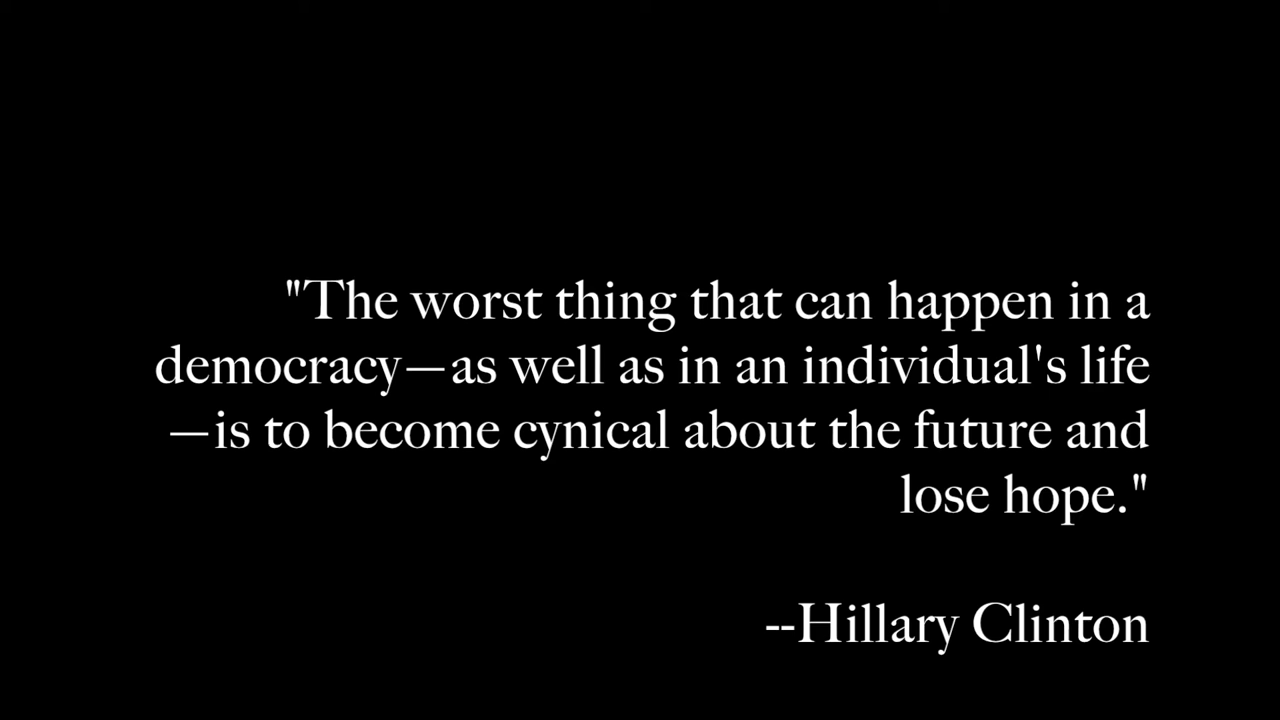 "The worst thing that can happen in a
democracy—as well as in an individual's life
—is to become cynical about the future and
lose hope."
--Hillary Clinton